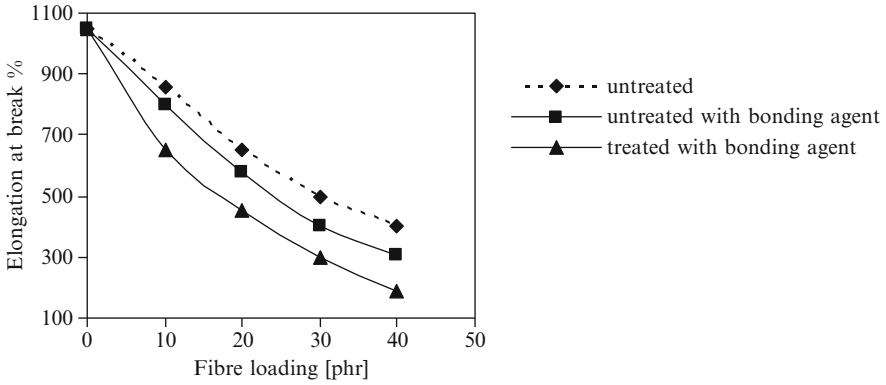 1100
900
700
500
300
100
0
10
20
30
40
50
Elongation at break %
Fibre loading [phr]
untreated
untreated with bonding agent
treated with bonding agent